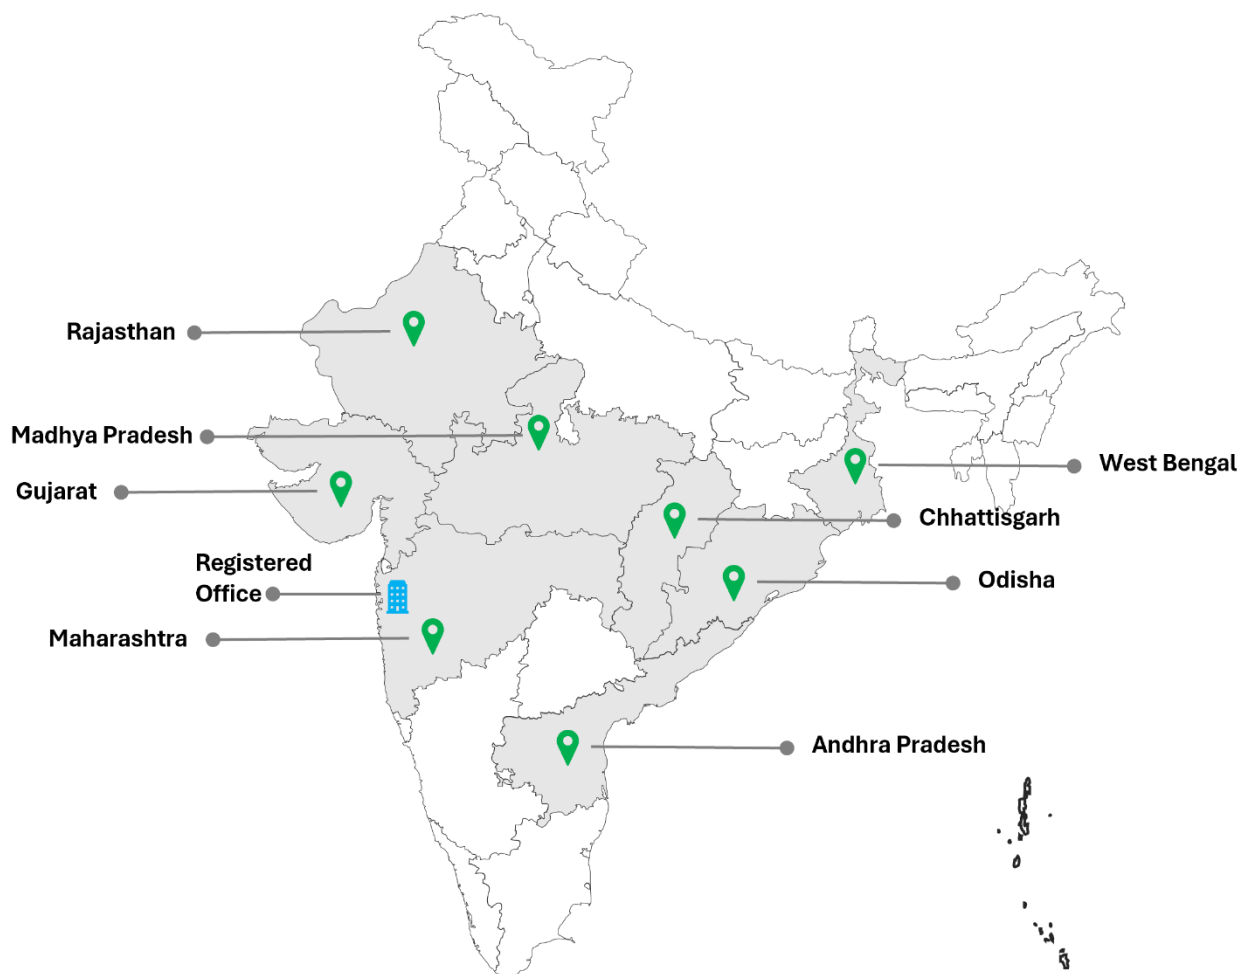 Rajasthan
Madhya Pradesh
Gujarat
Registered
Office
Maharashtra
West Bengal
Chhattisgarh
Odisha
Andhra Pradesh